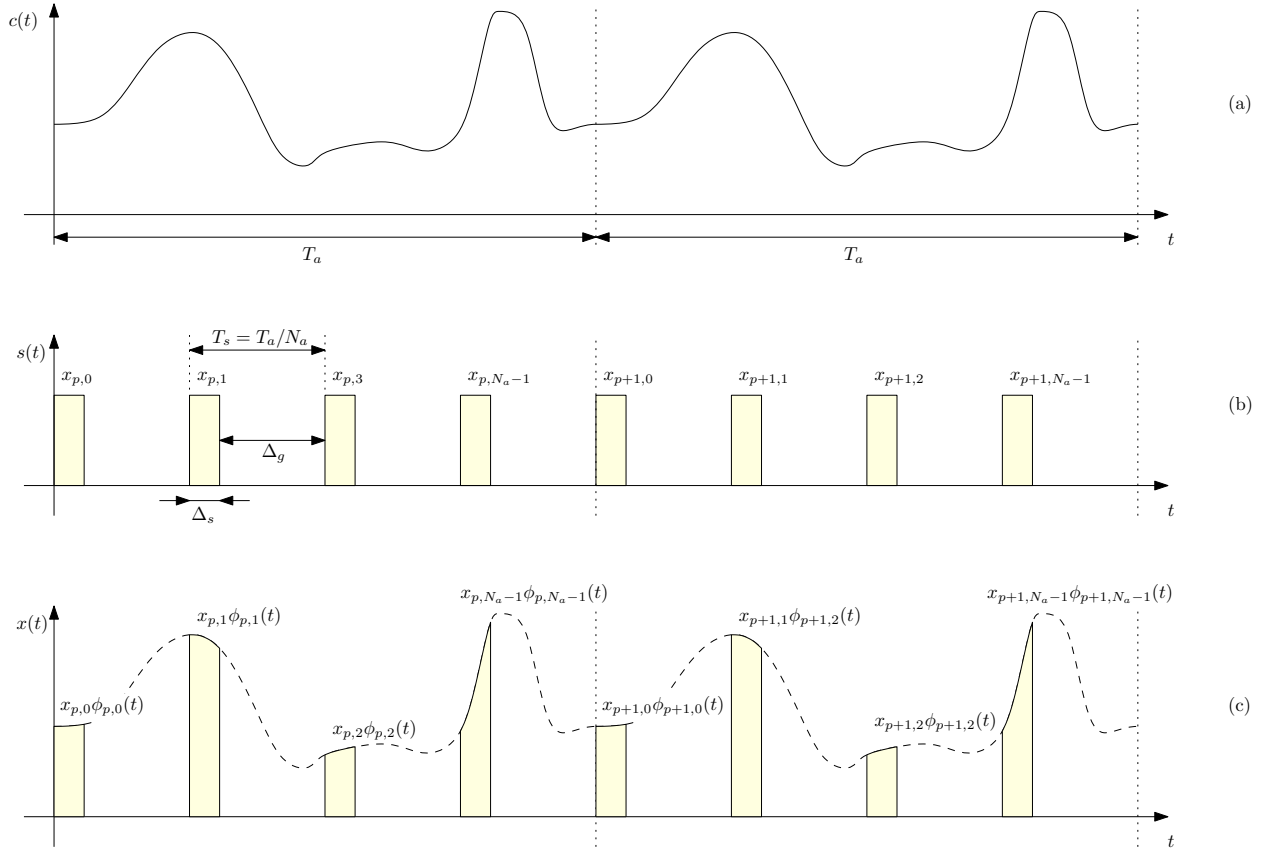 c(t)
(a)
t
T_a
T_a
T_s = T_a/N_a
s(t)
x_{p,0}
x_{p,1}
x_{p,3}
x_{p,N_a−1}
x_{p+1,0}
x_{p+1,1}
x_{p+1,2}
x_{p+1,N_a−1}
(b)
Δ_g
t
Δ_s
x_{p,N_a−1}ϕ_{p,N_a−1}(t)
x_{p+1,N_a−1}ϕ_{p+1,N_a−1}(t)
x(t)
x_{p,1}ϕ_{p,1}(t)
x_{p+1,1}ϕ_{p+1,2}(t)
x_{p,0}ϕ_{p,0}(t)
x_{p,2}ϕ_{p,2}(t)
x_{p+1,0}ϕ_{p+1,0}(t)
x_{p+1,2}ϕ_{p+1,2}(t)
(c)
t